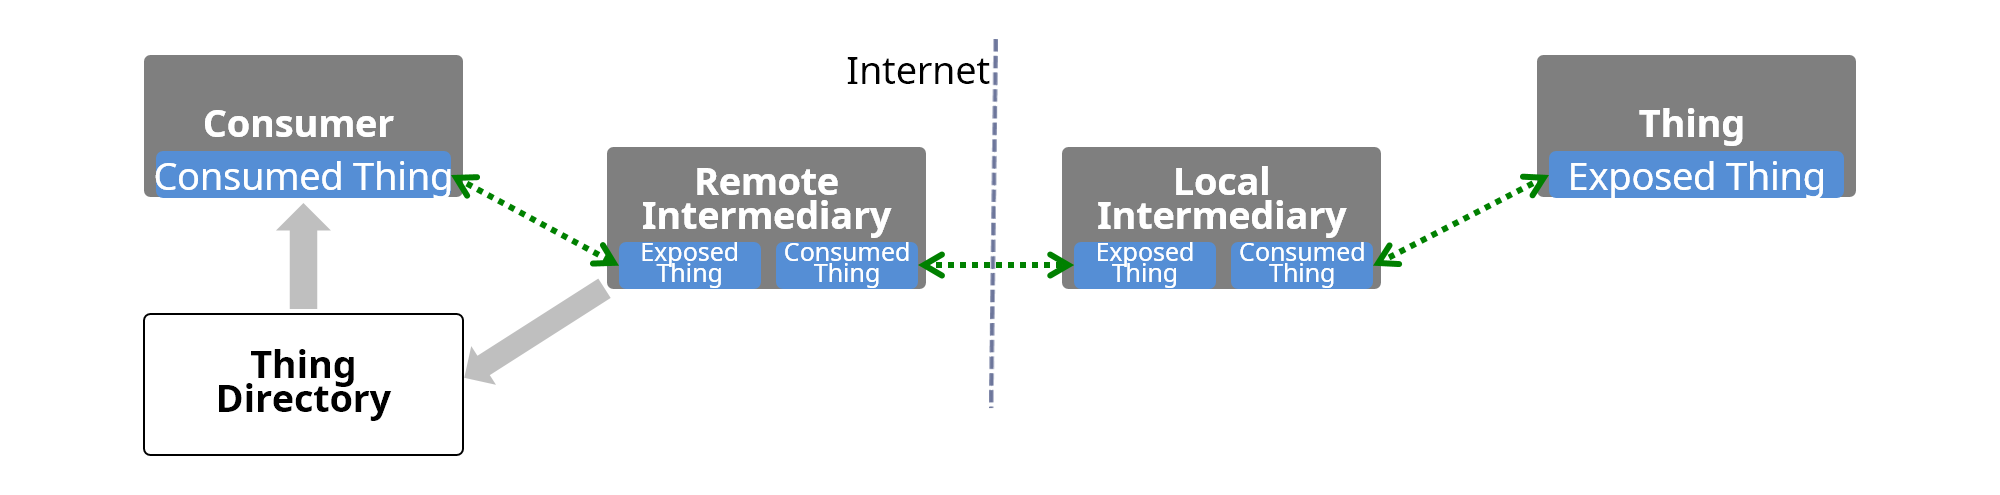 Internet
Consumer
Consumed Thing
Remote
Intermediary
Exposed
Thing
Consumed
Thing
Local
Intermediary
Exposed
Thing
Consumed
Thing
Thing
Exposed Thing
Thing
Directory